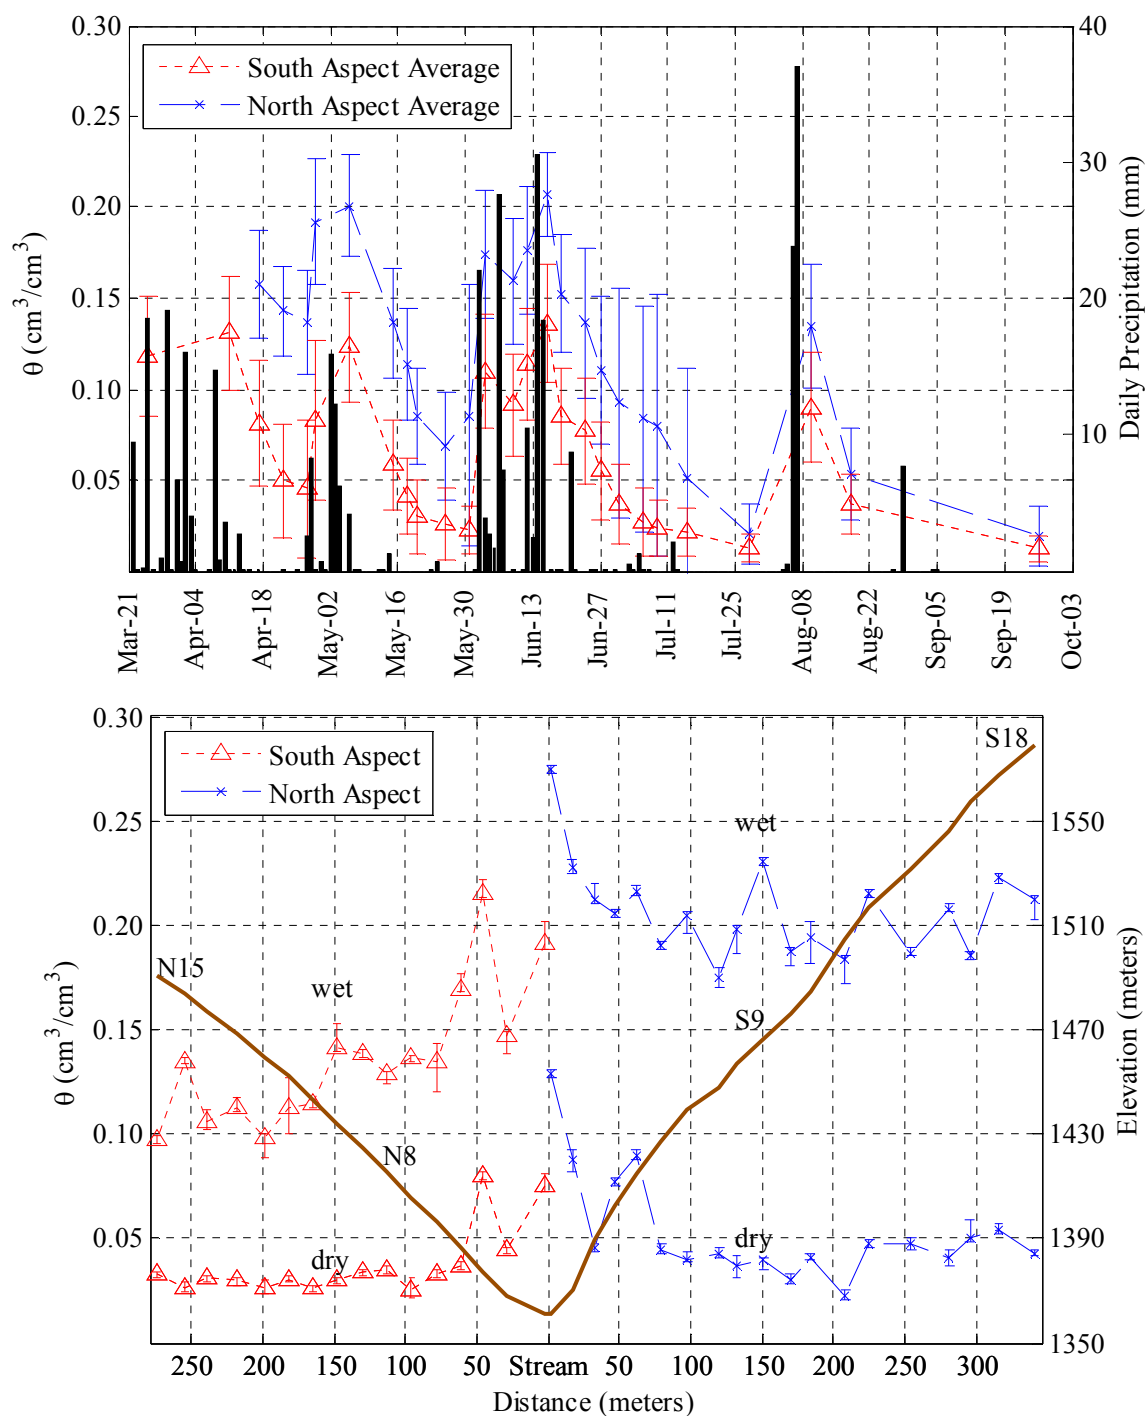 0.30
0.25
0.20
0.15
0.10
0.05
θ (cm³/cm³)
South Aspect Average
North Aspect Average
40
30
20
10
Daily Precipitation (mm)
Mar-21
Apr-04
Apr-18
May-02
May-16
May-30
Jun-13
Jun-27
Jul-11
Jul-25
Aug-08
Aug-22
Sep-05
Sep-19
Oct-03
0.30
0.25
0.20
0.15
0.10
0.05
θ (cm³/cm³)
South Aspect
North Aspect
S18
wet
N15
wet
S9
N8
dry
dry
1550
1510
1470
1430
1390
1350
Elevation (meters)
250 200 150 100 50 Stream 50 100 150 200 250 300
Distance (meters)